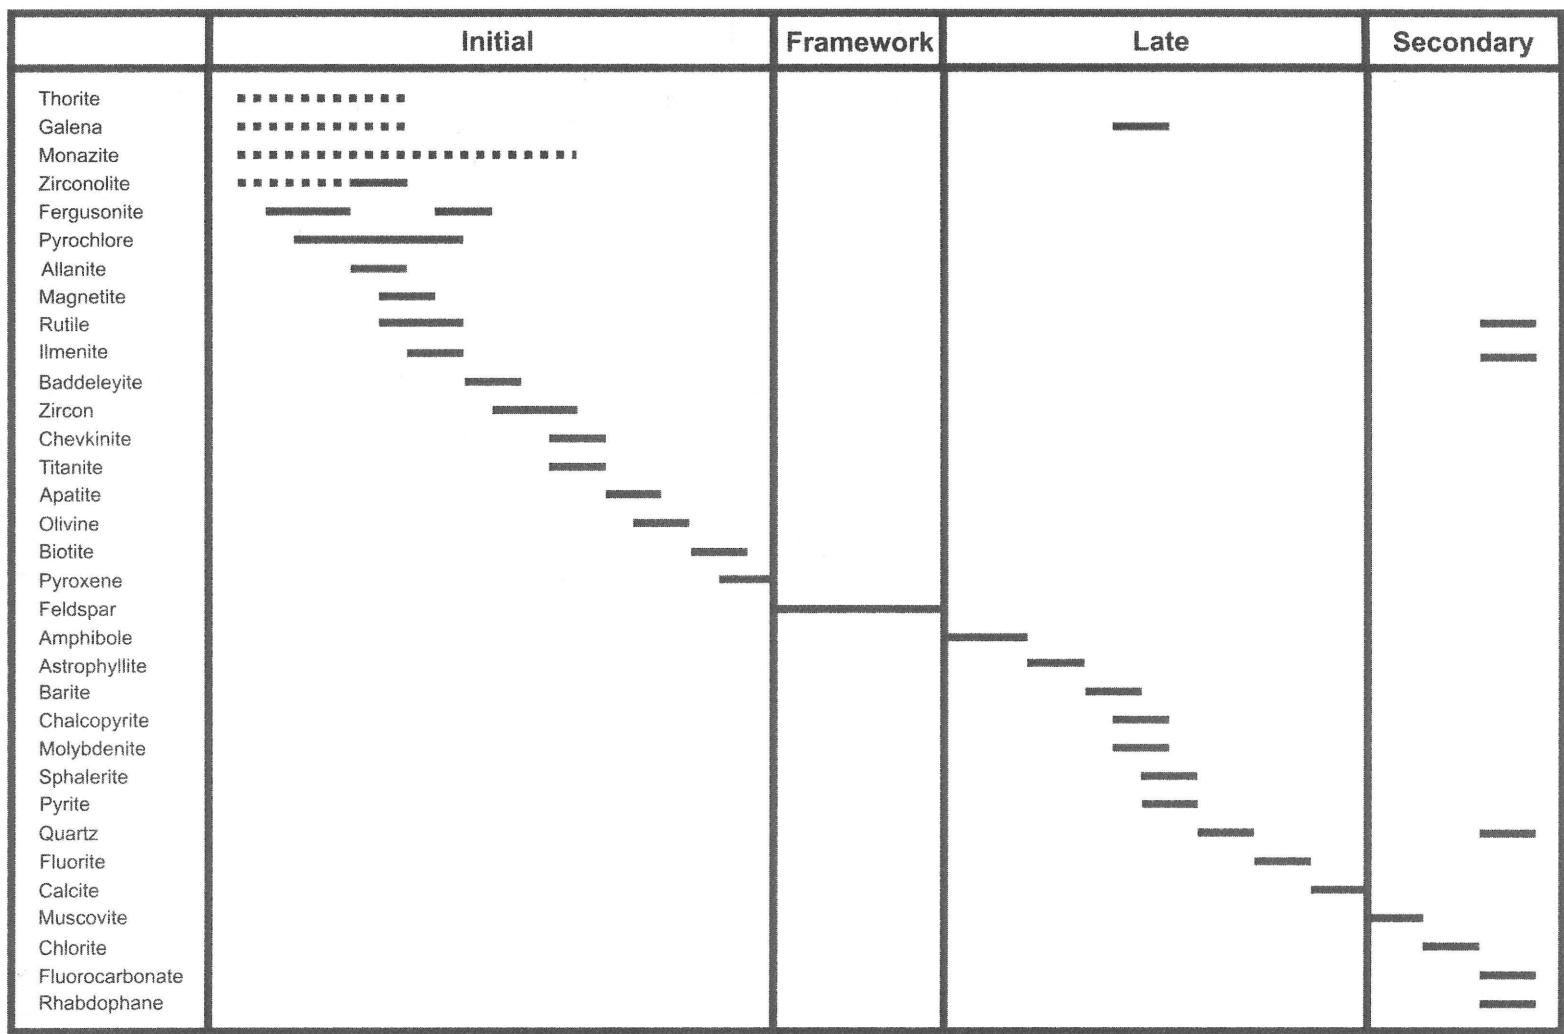 Initial Framework Late Secondary
Thorite
Galena
Monazite
Zirconolite
Fergusonite
Pyrochlore
Allanite
Magnetite
Rutile
Ilmenite
Baddeleyite
Zircon
Chevkinite
Titanite
Apatite
Olivine
Biotite
Pyroxene
Feldspar
Amphibole
Astrophyllite
Barite
Chalcopyrite
Molybdenite
Sphalerite
Pyrite
Quartz
Fluorite
Calcite
Muscovite
Chlorite
Fluorocarbonate
Rhabdophane